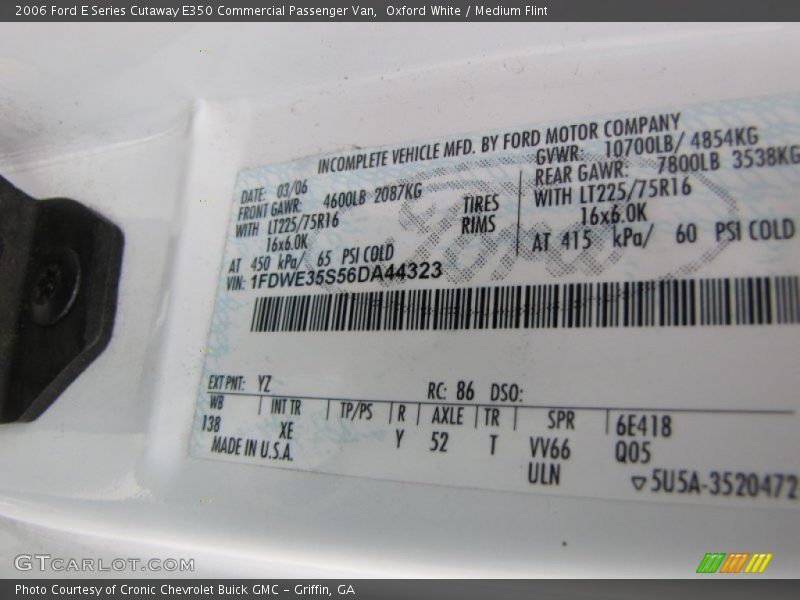 2006 Ford E Series Cutaway E350 Commercial Passenger Van,  Oxford White / Medium Flint
INCOMPLETE VEHICLE MFD. BY FORD MOTOR COMPANY
DATE: 03/06 GVWR: 10700LB/ 4854KG
FRONT GAWR: 4600LB 2087KG REAR GAWR: 7800LB 3538KG
WITH LT225/75R16 TIRES WITH LT225/75R16
16x6.0K RIMS 16x6.0K
AT 450 kPa/ 65 PSI COLD AT 415 kPa/ 60 PSI COLD
VIN: 1FDWE35S56DA44323
Ford
EXT PNT: YZ RC: 86 DSO:
WB INT TR TP/PS R AXLE TR SPR 6E418
138 XE Y 52 T VV66 Q05
MADE IN U.S.A. ULN
▽5U5A-3520472
GTCARLOT.COM
Photo Courtesy of Cronic Chevrolet Buick GMC – Griffin, GA